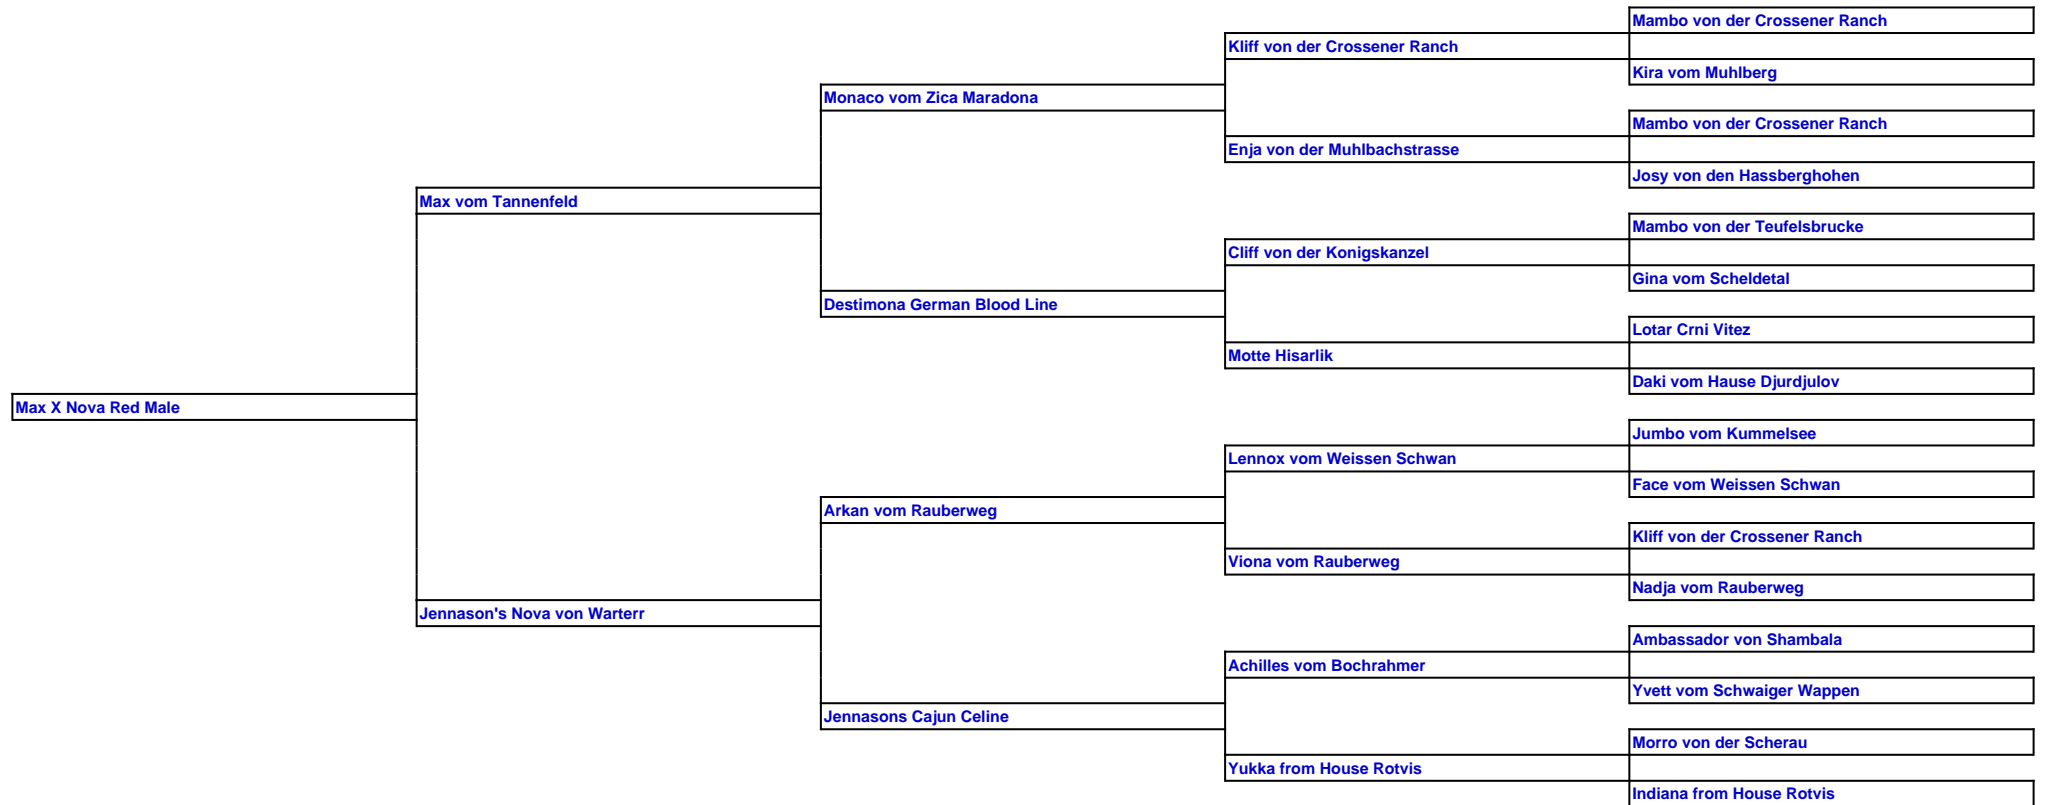 Mambo von der Crossener Ranch
Kliff von der Crossener Ranch
Kira vom Muhlberg
Monaco vom Zica Maradona
Mambo von der Crossener Ranch
Enja von der Muhlbachstrasse
Josy von den Hassberghohen
Max vom Tannenfeld
Mambo von der Teufelsbrucke
Cliff von der Konigskanzel
Gina vom Scheldetal
Destimona German Blood Line
Lotar Crni Vitez
Motte Hisarlik
Daki vom Hause Djurdjulov
Max X Nova Red Male
Jumbo vom Kummelsee
Lennox vom Weissen Schwan
Face vom Weissen Schwan
Arkan vom Rauberweg
Kliff von der Crossener Ranch
Viona vom Rauberweg
Nadja vom Rauberweg
Jennason's Nova von Warterr
Ambassador von Shambala
Achilles vom Bochrahmer
Yvett vom Schwaiger Wappen
Jennasons Cajun Celine
Morro von der Scherau
Yukka from House Rotvis
Indiana from House Rotvis